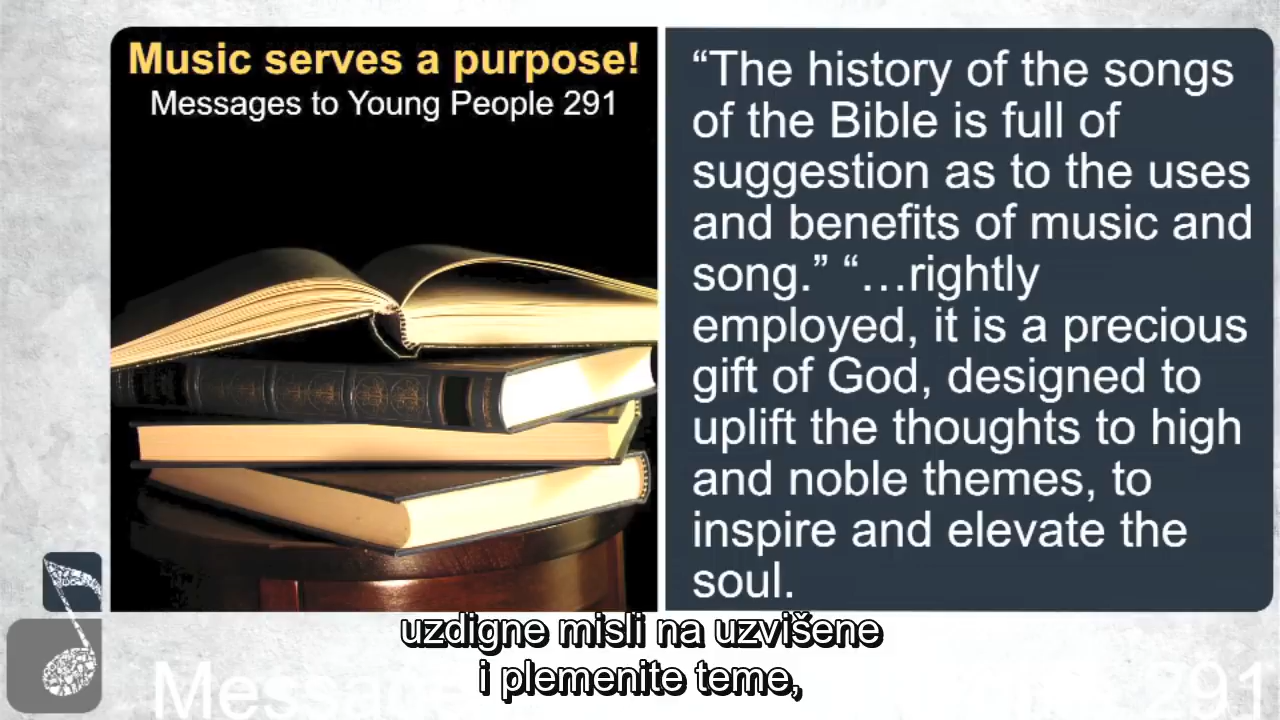 Music serves a purpose!
Messages to Young People 291
“The history of the songs
of the Bible is full of
suggestion as to the uses
and benefits of music and
song.” “…rightly
employed, it is a precious
gift of God, designed to
uplift the thoughts to high
and noble themes, to
inspire and elevate the
soul.
uzdigne misli na uzvišene
i plemenite teme,
291